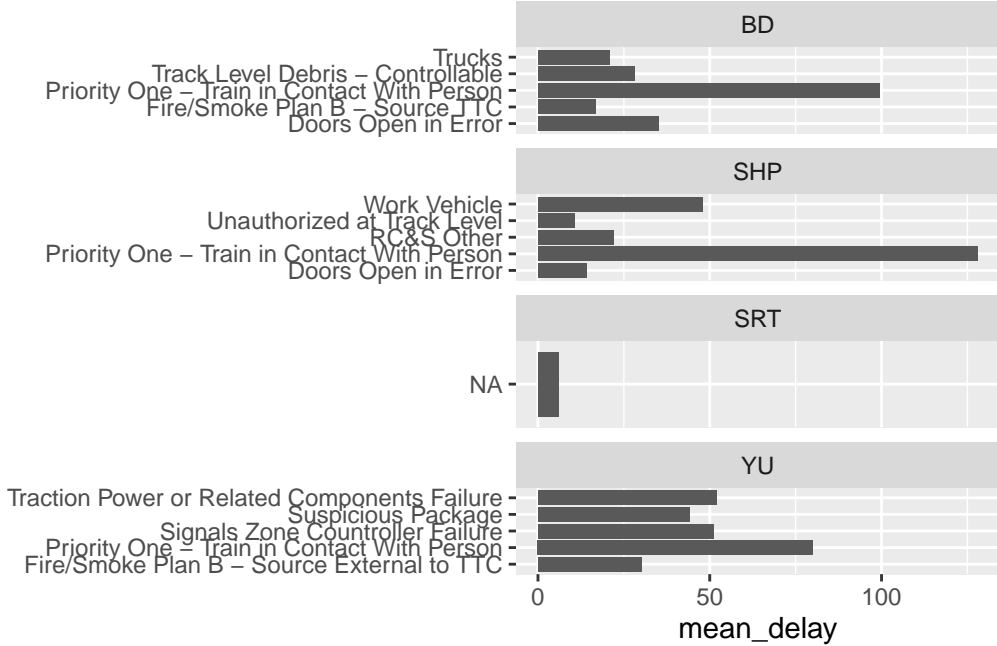 BD
Trucks
Track Level Debris – Controllable
Priority One – Train in Contact With Person
Fire/Smoke Plan B – Source TTC
Doors Open in Error
SHP
Work Vehicle
Unauthorized at Track Level
RC&S Other
Priority One – Train in Contact With Person
Doors Open in Error
SRT
NA
YU
Traction Power or Related Components Failure
Suspicious Package
Signals Zone Countroller Failure
Priority One – Train in Contact With Person
Fire/Smoke Plan B – Source External to TTC
0 50 100
mean_delay